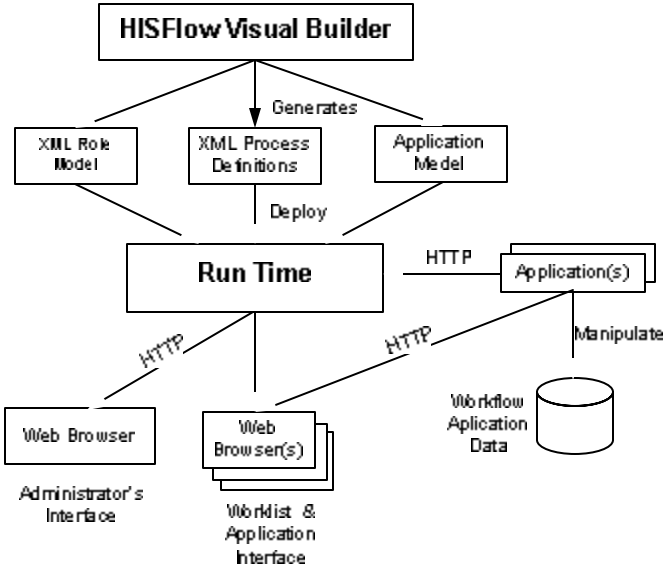 HISFlow Visual Builder
Generates
XML Role
Model
XML Process
Definitions
Application
Medel
Deploy
Run Time
HTTP
Application(s)
HTTP
HTTP
Manipulate
Web Browser
Web
Browser(s)
Workflow
Aplication
Data
Administrator's
Interface
Worklist &
Application
Interface